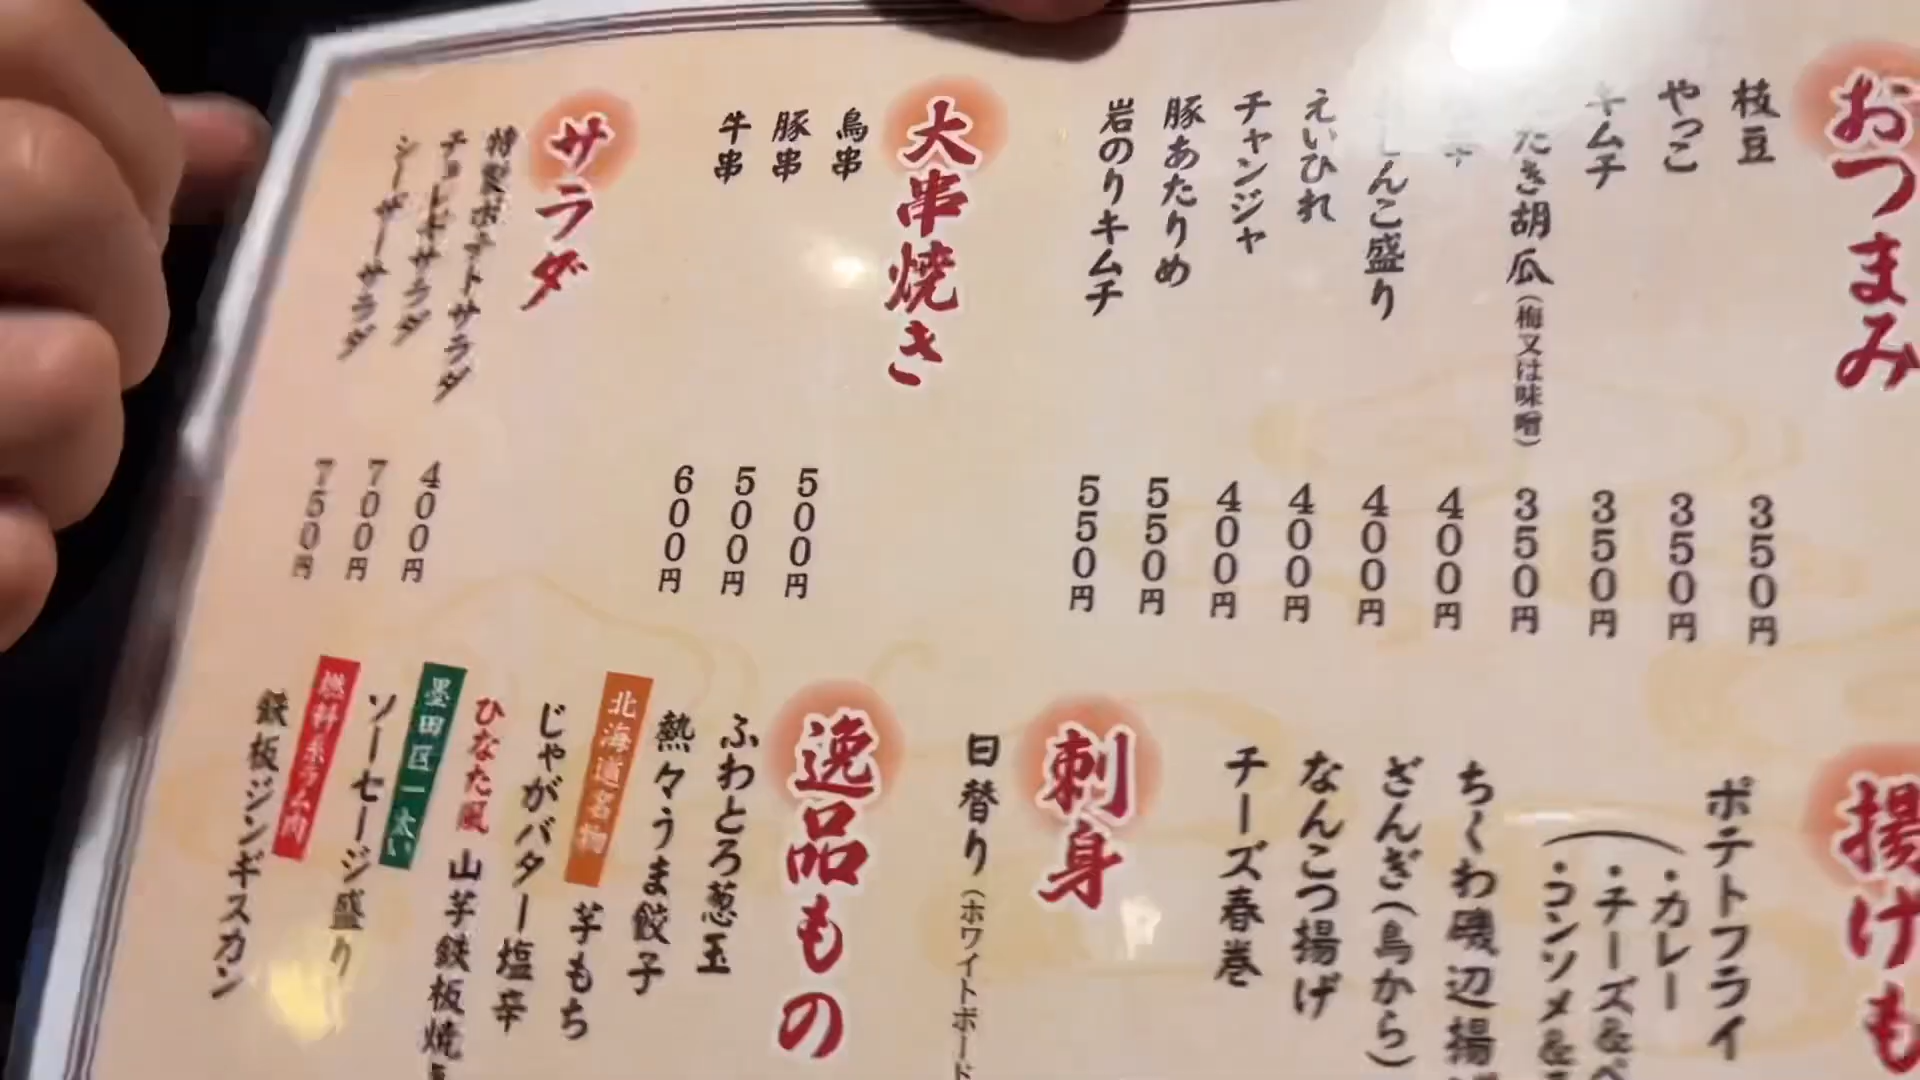 おつまみ
枝豆 350円
やっこ 350円
キムチ 350円
たき胡瓜(梅又は味噌) 350円
400円
しんこ盛り 400円
えいひれ 400円
チャンジャ 400円
豚あたりめ 550円
岩のりキムチ 550円
大串焼き
鳥串 500円
豚串 500円
牛串 600円
サラダ
特製ポテトサラダ 400円
チョレギサラダ 700円
シーザーサラダ 750円
揚げも
ポテトフライ
・カレー
・チーズ&ペ
・コンソメ&
ちくわ磯辺揚げ
ざんぎ(鳥から)
なんこつ揚げ
チーズ春巻
刺身
日替り(ホワイトボード
逸品もの
ふわとろ葱玉
熱々うま餃子
北海道名物 芋もち
じゃがバター塩辛
ひなた風 山芋鉄板焼
墨田区一太い
ソーセージ盛り
ラム肉
鉄板ジンギスカン